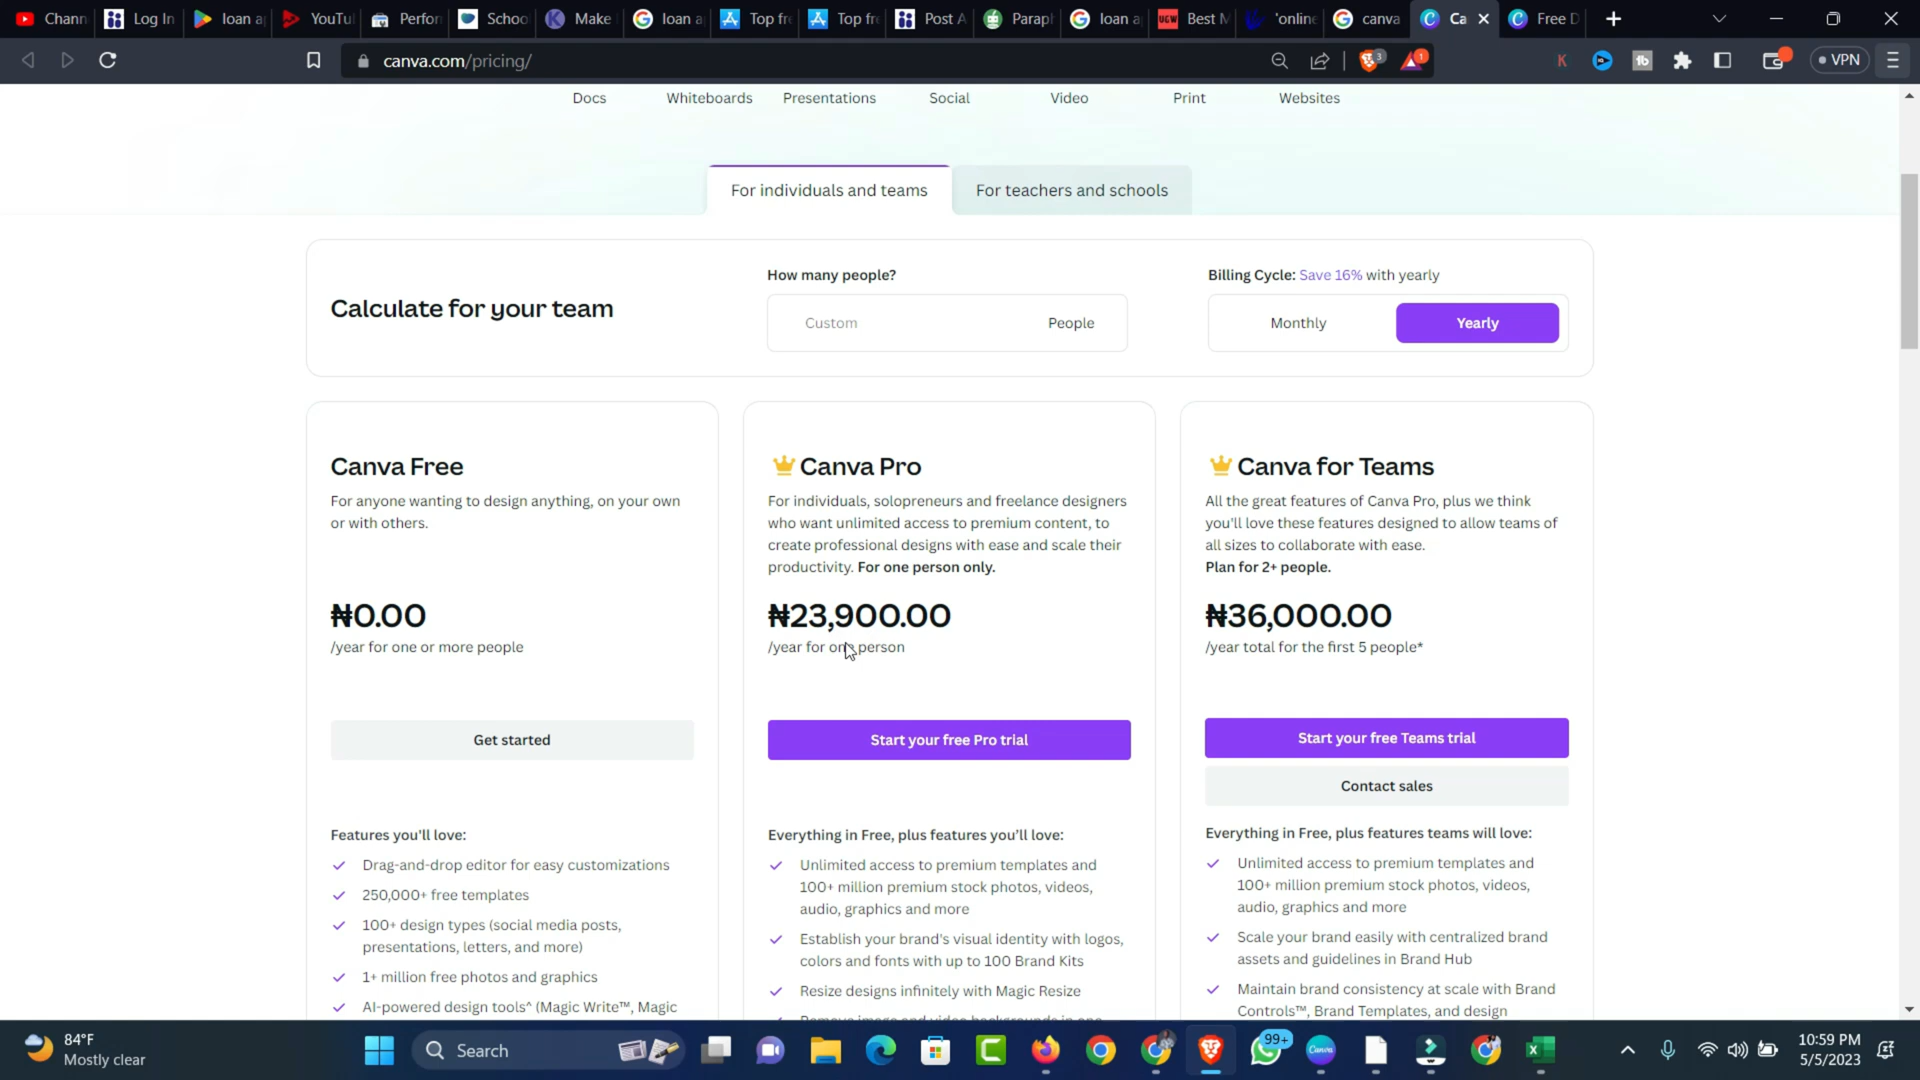 Chann
Log In
loan a
YouTu
Perfor
Schoo
Make
loan a
Top fr
Top fr
Post A
Parap
loan a
Best M
'online
canva
Ca
Free D
canva.com/pricing/
3
1
VPN
Docs
Whiteboards
Presentations
Social
Video
Print
Websites
For individuals and teams
For teachers and schools
Calculate for your team
How many people?
Custom
People
Billing Cycle: Save 16% with yearly
Monthly
Yearly
Canva Free
For anyone wanting to design anything, on your own
or with others.
₦0.00
/year for one or more people
Get started
Features you'll love:
Drag-and-drop editor for easy customizations
250,000+ free templates
100+ design types (social media posts,
presentations, letters, and more)
1+ million free photos and graphics
AI-powered design tools^ (Magic Write™, Magic
Canva Pro
For individuals, solopreneurs and freelance designers
who want unlimited access to premium content, to
create professional designs with ease and scale their
productivity. For one person only.
₦23,900.00
/year for one person
Start your free Pro trial
Everything in Free, plus features you'll love:
Unlimited access to premium templates and
100+ million premium stock photos, videos,
audio, graphics and more
Establish your brand's visual identity with logos,
colors and fonts with up to 100 Brand Kits
Resize designs infinitely with Magic Resize
Canva for Teams
All the great features of Canva Pro, plus we think
you'll love these features designed to allow teams of
all sizes to collaborate with ease.
Plan for 2+ people.
₦36,000.00
/year total for the first 5 people*
Start your free Teams trial
Contact sales
Everything in Free, plus features teams will love:
Unlimited access to premium templates and
100+ million premium stock photos, videos,
audio, graphics and more
Scale your brand easily with centralized brand
assets and guidelines in Brand Hub
Maintain brand consistency at scale with Brand
Controls™, Brand Templates, and design
84°F
Mostly clear
Search
99+
Canva
10:59 PM
5/5/2023